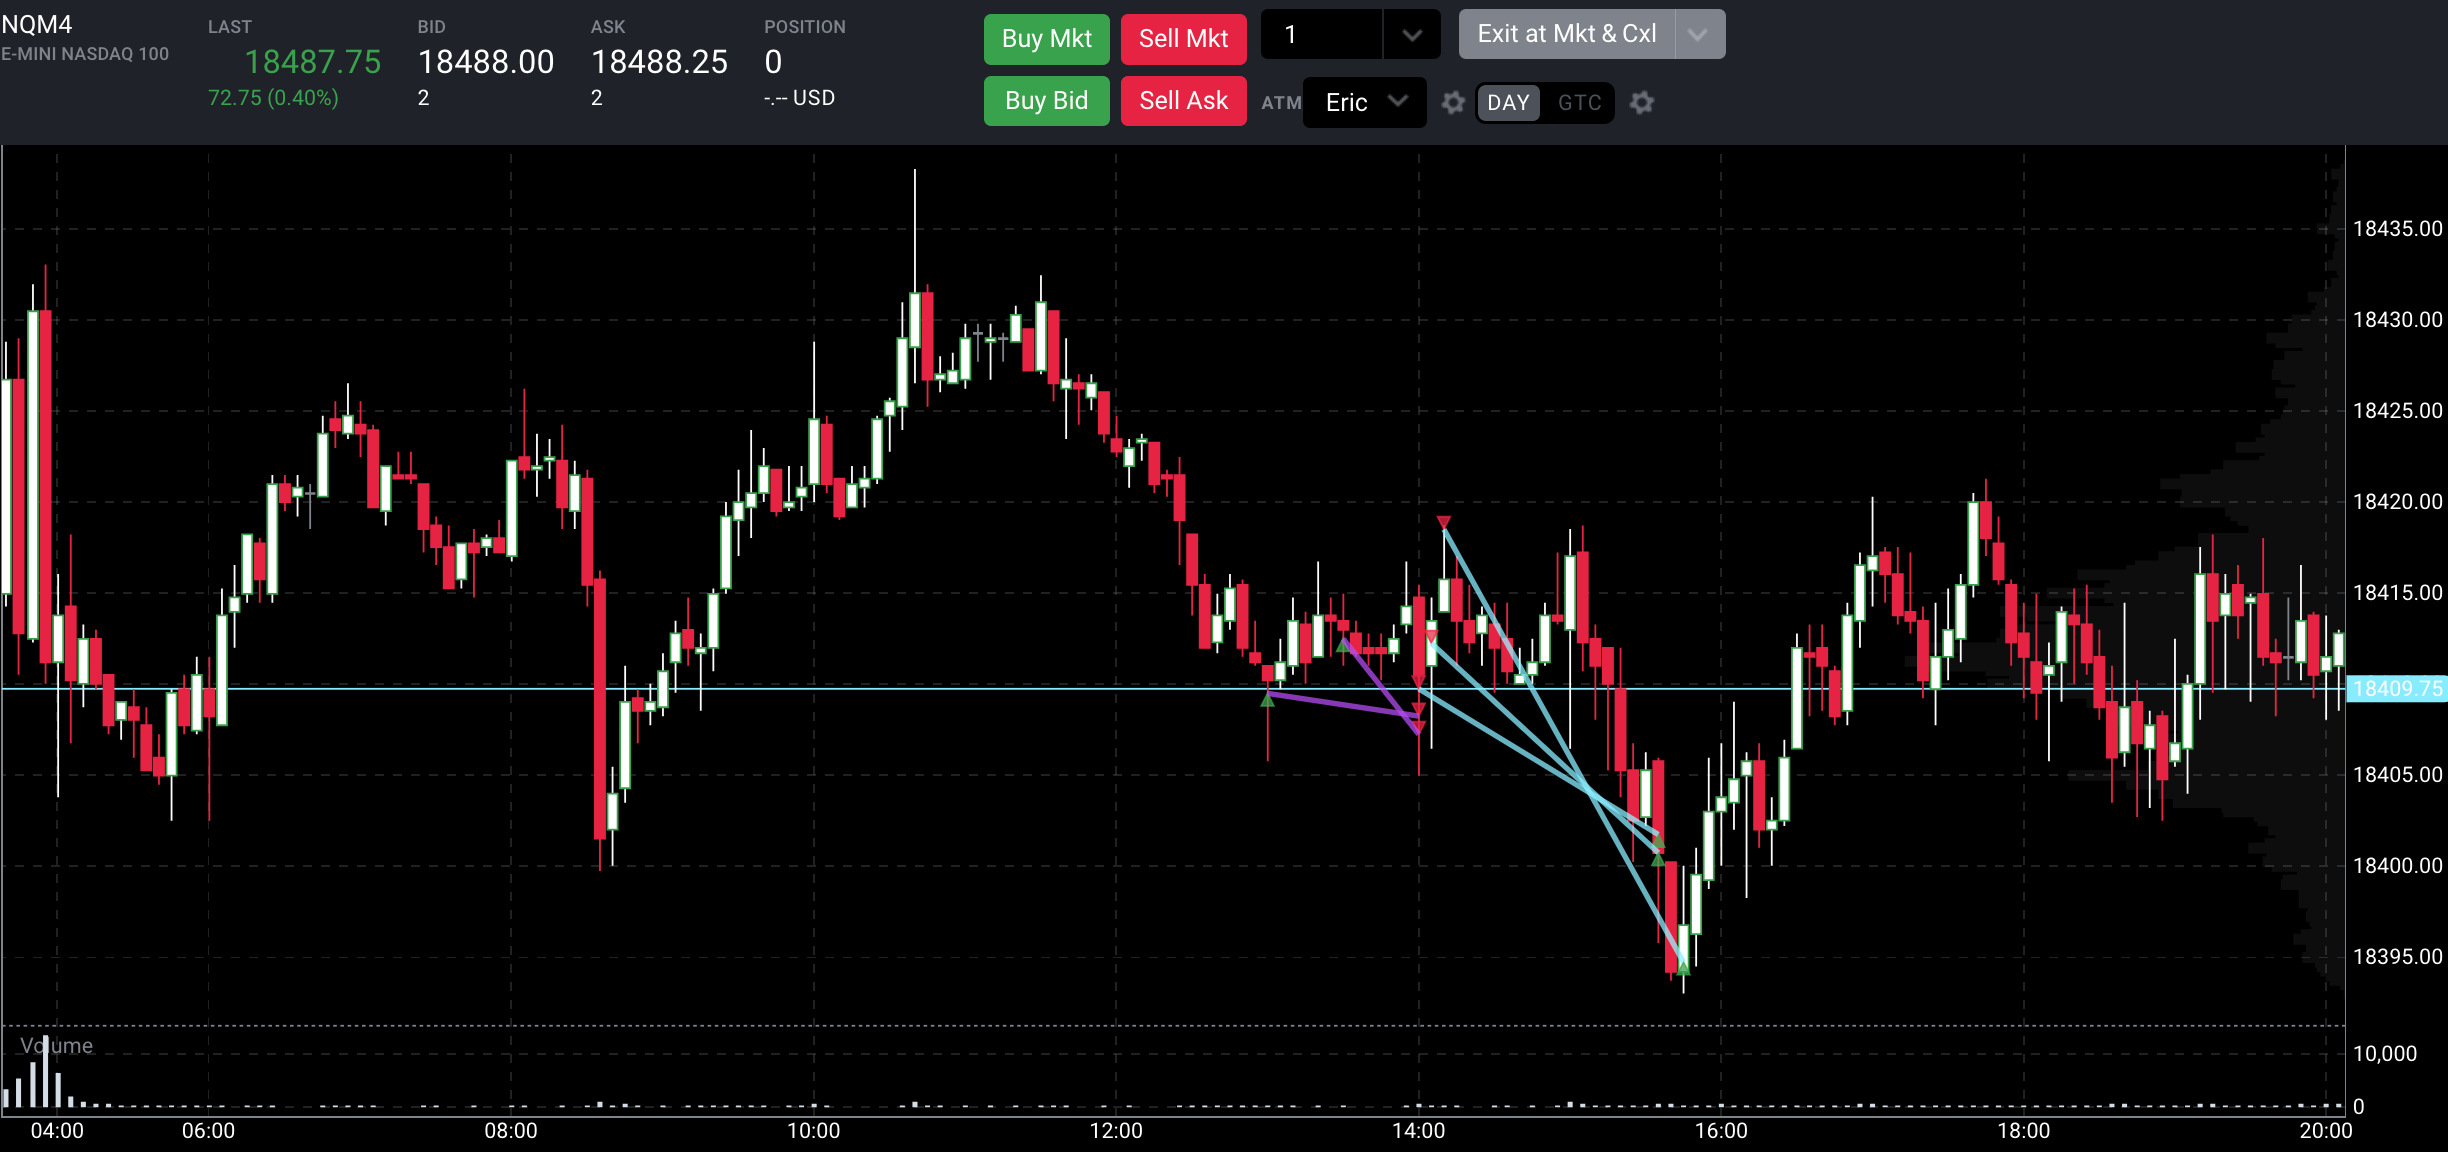 NQM4
E-MINI NASDAQ 100
LAST
18487.75
72.75 (0.40%)
BID
18488.00
2
ASK
18488.25
2
POSITION
0
-.-- USD
Buy Mkt
Sell Mkt
1
Exit at Mkt & Cxl
Buy Bid
Sell Ask
ATM
Eric
DAY
GTC
18435.00
18430.00
18425.00
18420.00
18415.00
18409.75
18405.00
18400.00
18395.00
Volume
10,000
0
04:00
06:00
08:00
10:00
12:00
14:00
16:00
18:00
20:00